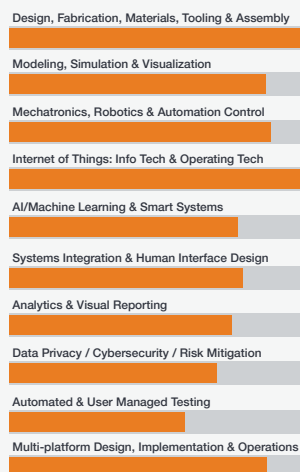 Design, Fabrication, Materials, Tooling & Assembly
Modeling, Simulation & Visualization
Mechatronics, Robotics & Automation Control
Internet of Things: Info Tech & Operating Tech
AI/Machine Learning & Smart Systems
Systems Integration & Human Interface Design
Analytics & Visual Reporting
Data Privacy / Cybersecurity / Risk Mitigation
Automated & User Managed Testing
Multi-platform Design, Implementation & Operations